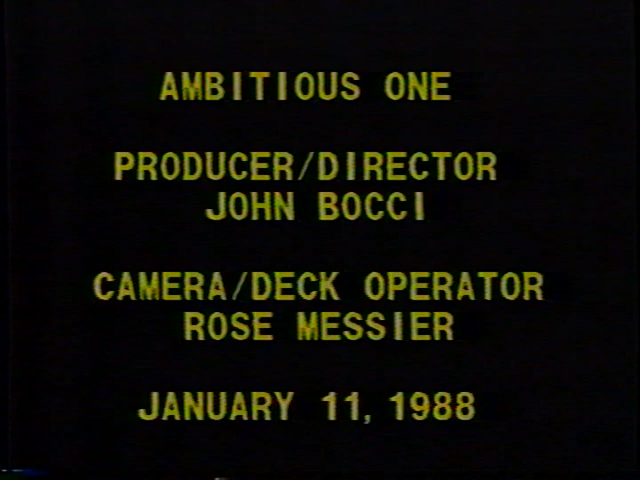 AMBITIOUS ONE
PRODUCER/DIRECTOR
JOHN BOCCI
CAMERA/DECK OPERATOR
ROSE MESSIER
JANUARY 11, 1988